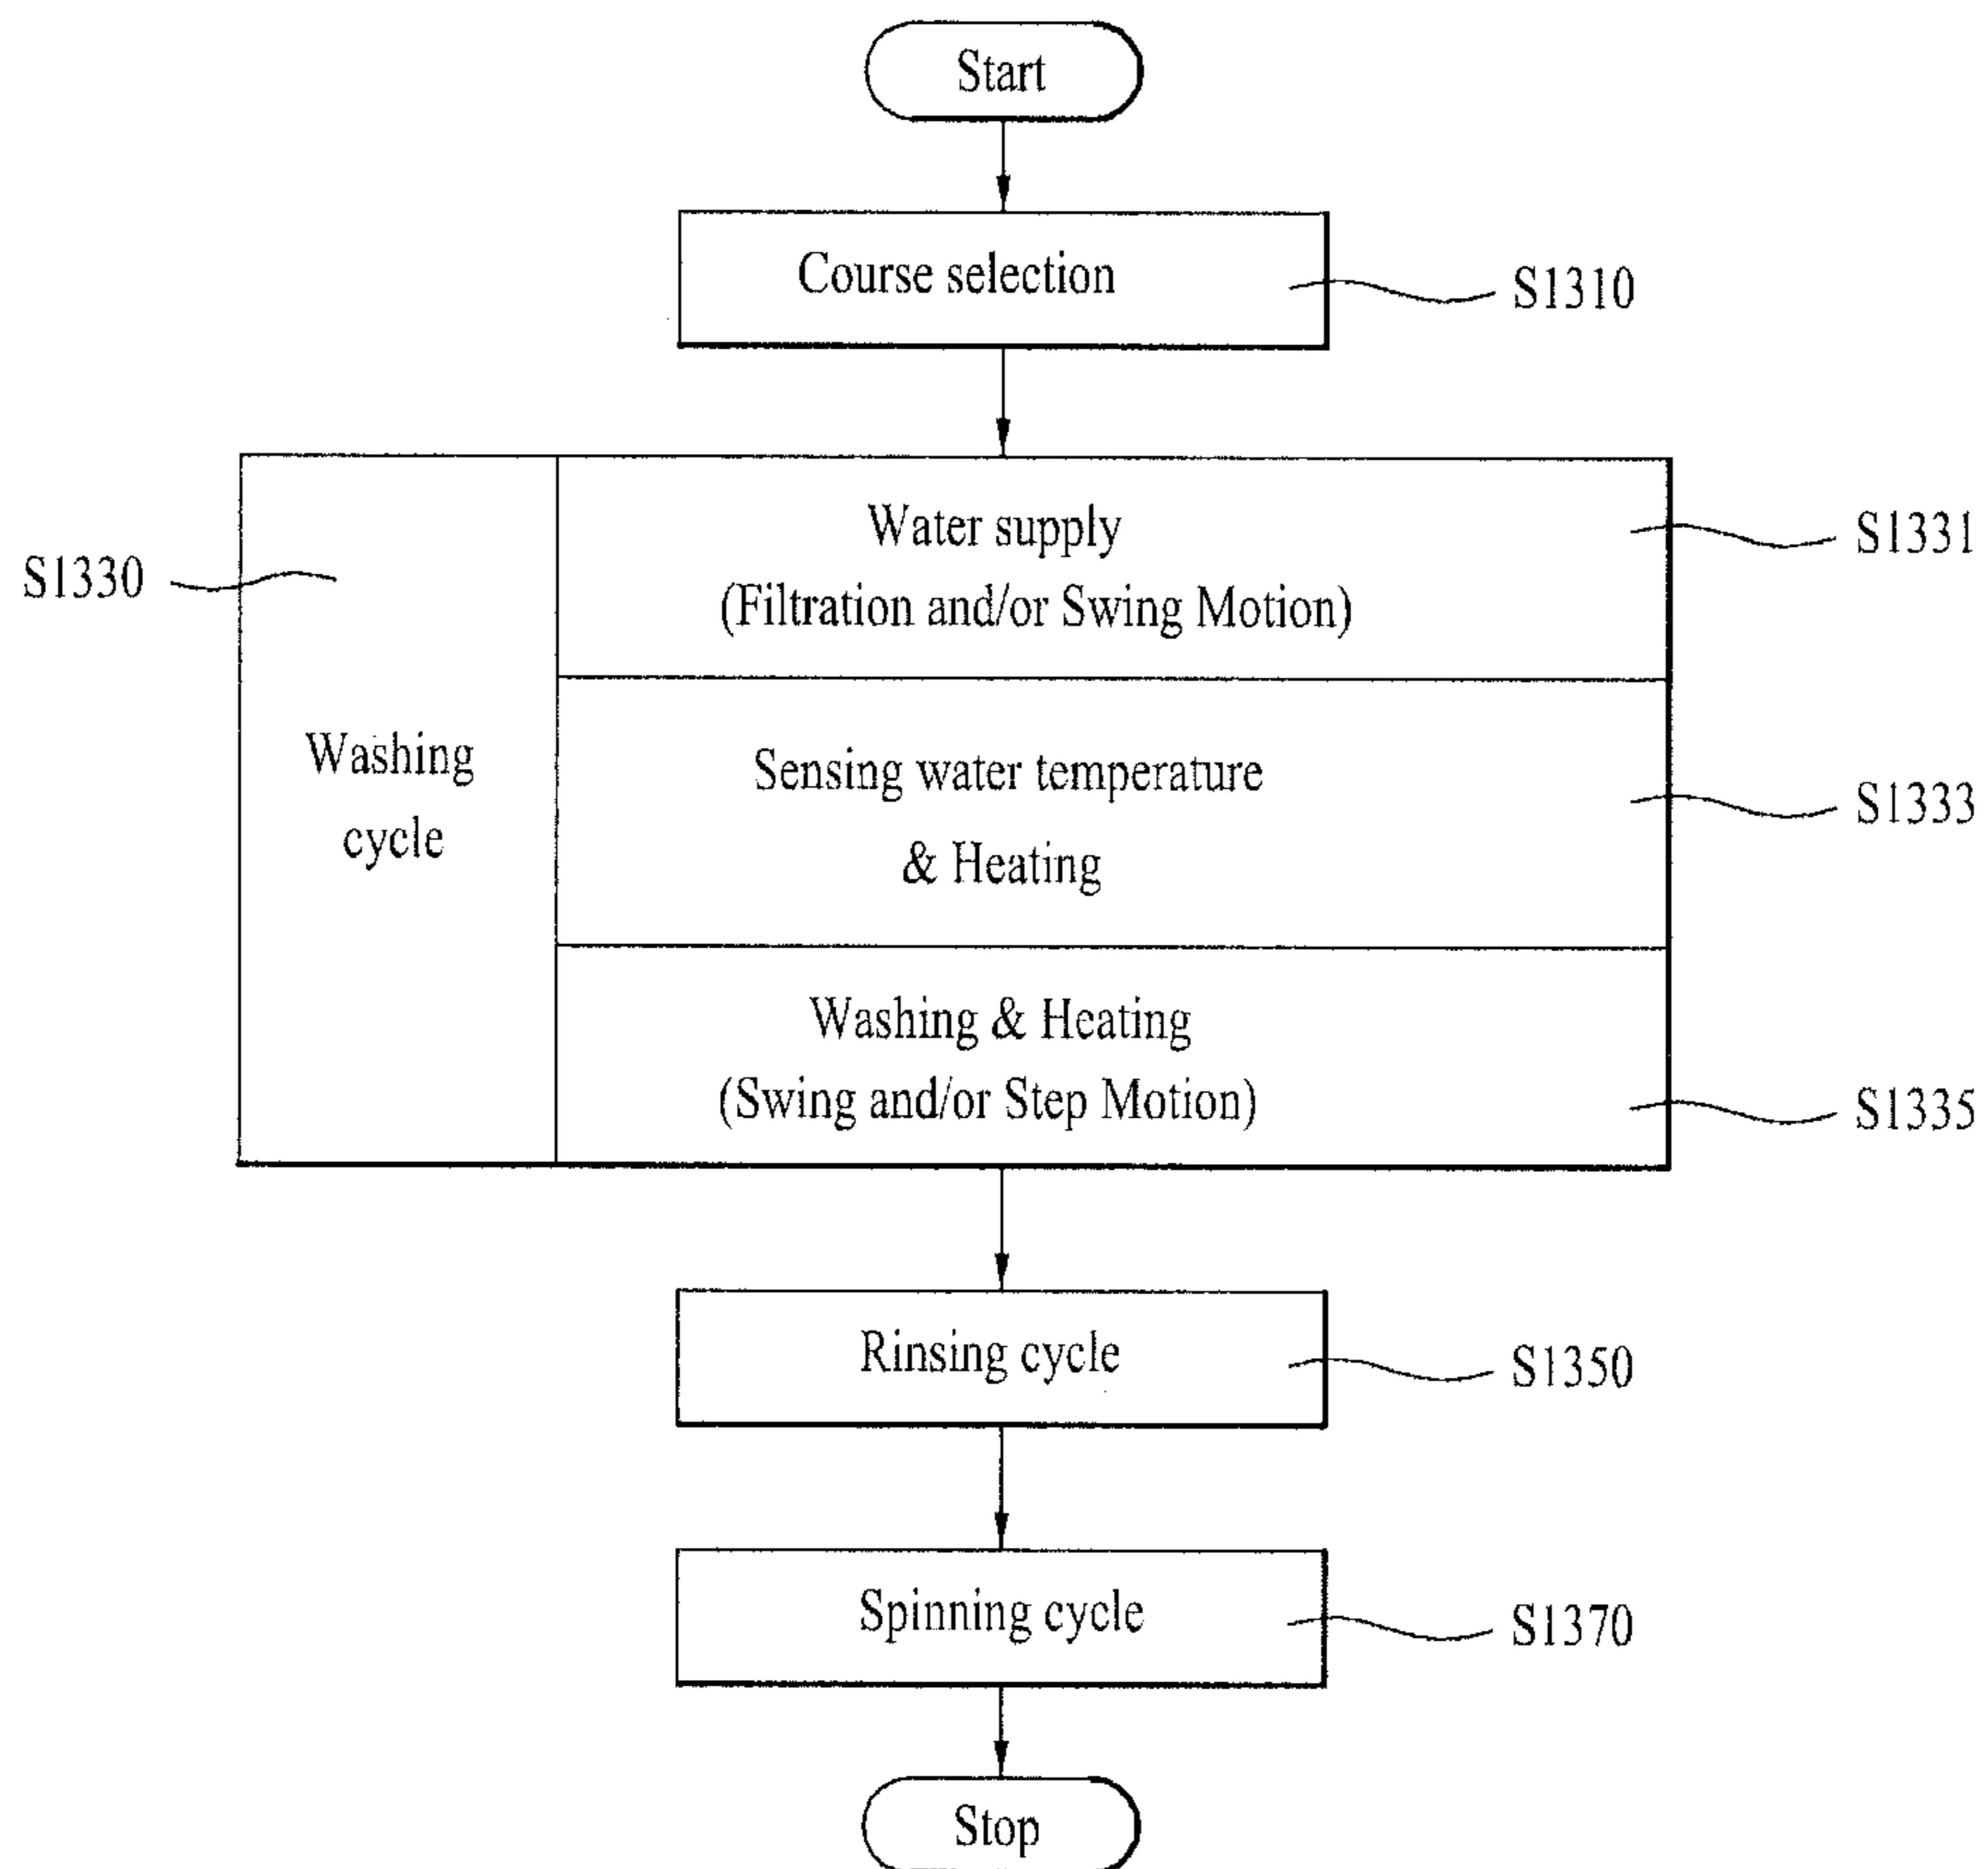 Start
Course selection
S1310
Water supply
S1331
(Filtration and/or Swing Motion)
S1330
Washing
cycle
Sensing water temperature
& Heating
S1333
Washing & Heating
(Swing and/or Step Motion)
S1335
Rinsing cycle
S1350
Spinning cycle
S1370
Stop